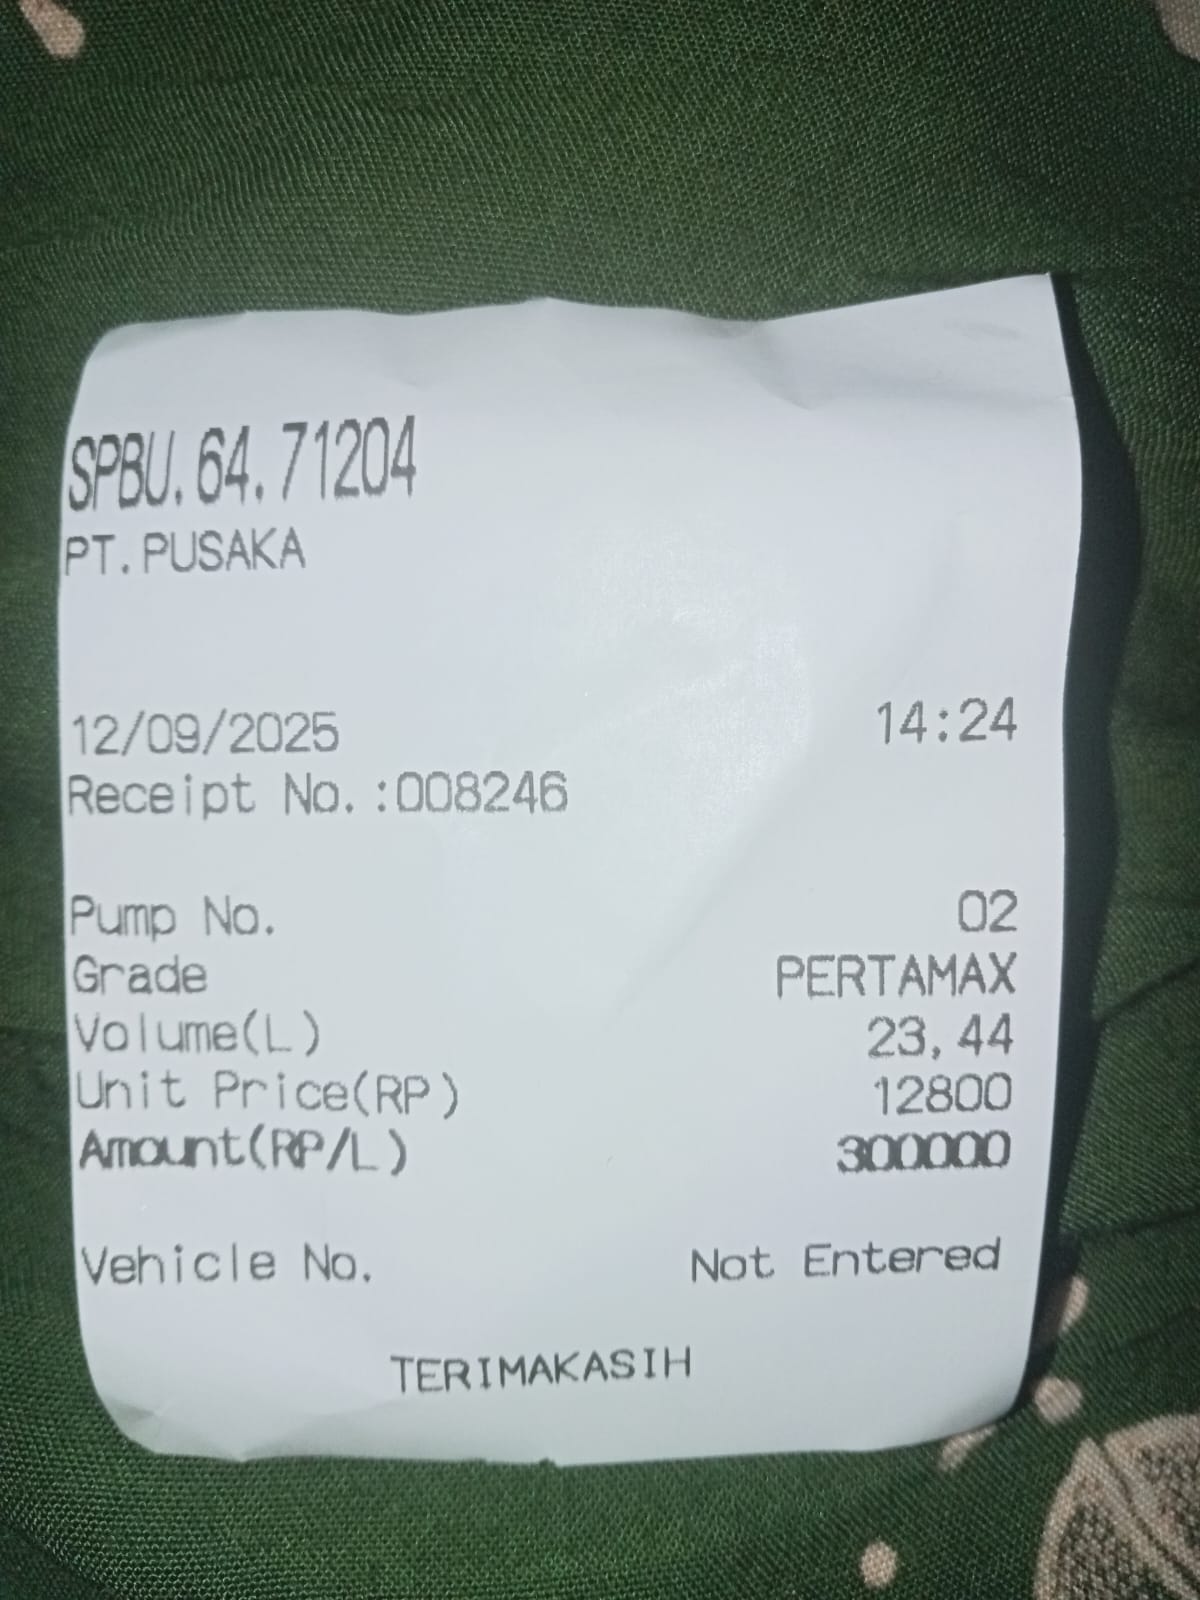 SPBU.64.71204
PT.PUSAKA
12/09/2025 14:24
Receipt No.:008246
Pump No. 02
Grade PERTAMAX
Volume(L) 23,44
Unit Price(RP) 12800
Amount(RP/L) 300000
Vehicle No. Not Entered
TERIMAKASIH